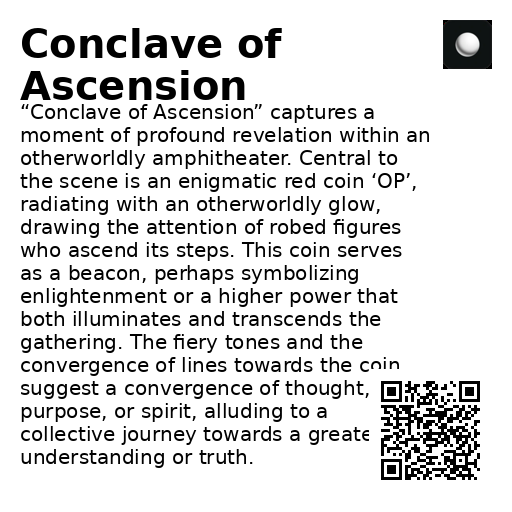 Conclave of
Ascension
“Conclave of Ascension” captures a
moment of profound revelation within an
otherworldly amphitheater. Central to
the scene is an enigmatic red coin ‘OP’,
radiating with an otherworldly glow,
drawing the attention of robed figures
who ascend its steps. This coin serves
as a beacon, perhaps symbolizing
enlightenment or a higher power that
both illuminates and transcends the
gathering. The fiery tones and the
convergence of lines towards the coin
suggest a convergence of thought,
purpose, or spirit, alluding to a
collective journey towards a greate
understanding or truth.